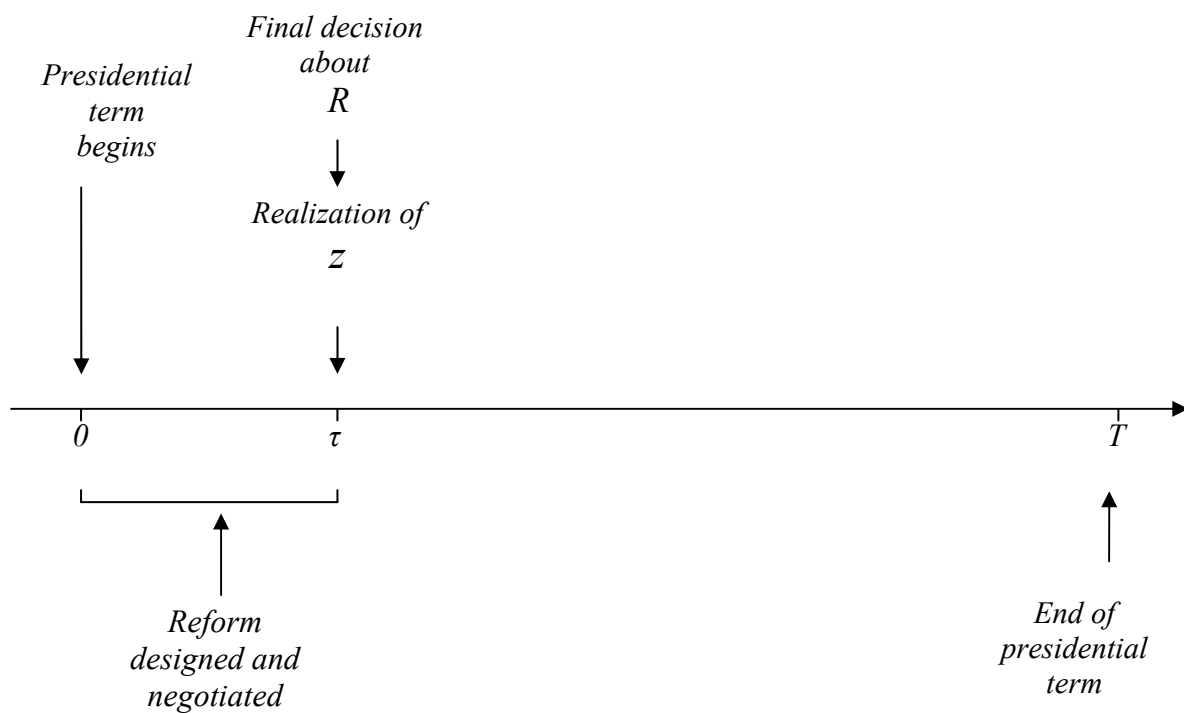 Presidential
term
begins
Final decision
about
R
Realization of
z
0
τ
T
Reform
designed and
negotiated
End of
presidential
term